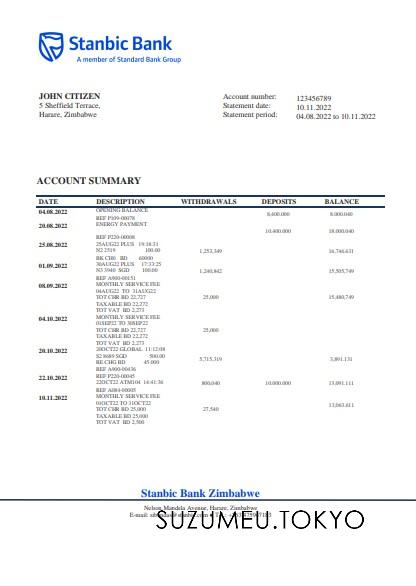 Stanbic Bank
A member of Standard Bank Group
JOHN CITIZEN
5 Sheffield Terrace,
Harare, Zimbabwe
Account number: 123456789
Statement date: 10.11.2022
Statement period: 04.08.2022 to 10.11.2022
ACCOUNT SUMMARY
DATE DESCRIPTION WITHDRAWALS DEPOSITS BALANCE
04.08.2022 OPENING BALANCE 8,400.000 8,000.040
REF P109-00078
20.08.2022 ENERGY PAYMENT 10,400.000 18,000.040
REF P220-00008
25.08.2022 25AUG22 PLUS 19:18:31
N2 2519 100.00 1,253,349 16,746,631
BK CHG BD 60000
01.09.2022 30AUG22 PLUS 17:33:25
N3 3940 SGD 100.00 1,240,842 15,505,749
REF A900-00151
08.09.2022 MONTHLY SERVICE FEE
04AUG22 TO 31AUG22
TOT CHR BD 22,727 25,000 15,480,749
TAXABLE BD 22,272
TOT VAT BD 2,273
04.10.2022 MONTHLY SERVICE FEE
01SEP22 TO 30SEP22
TOT CHR BD 22,727 25,000
TAXABLE BD 22,272
TOT VAT BD 2,273
20.10.2022 20OCT22 GLOBAL 11:12:08
S2 8689 SGD 500.00 5,715,319 3,891.131
BE CHG BD 45.000
REF A900-00436
22.10.2022 REF P220-00045
22OCT22 ATM104 14:41:36 800,040 10.000.000 13,091.111
REF A084-00005
10.11.2022 MONTHLY SERVICE FEE
01OCT22 TO 31OCT22 13,063.611
TOT CHR BD 25,000 27,540
TAXABLE BD 25,000
TOT VAT BD 2,500
Stanbic Bank Zimbabwe
Nelson Mandela Avenue, Harare, Zimbabwe
E-mail:
SUZUMEU.TOKYO